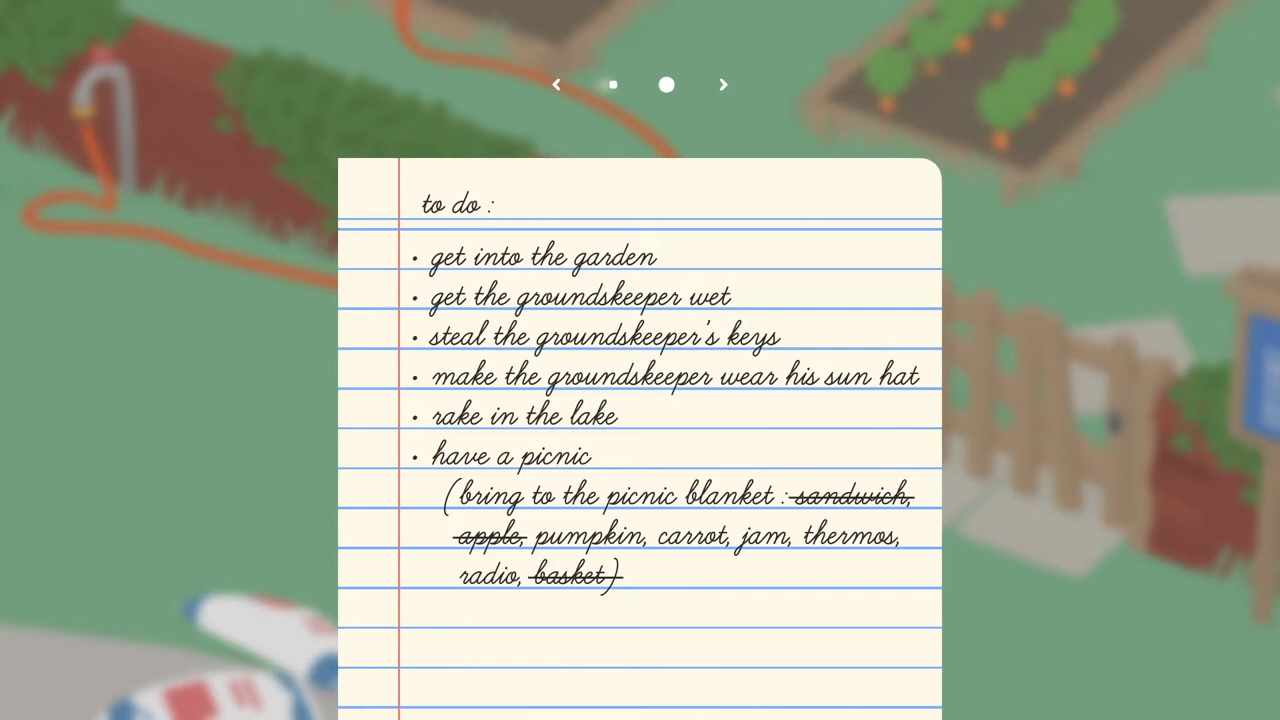 to do :
• get into the garden
• get the groundskeeper wet
• steal the groundskeeper's keys
• make the groundskeeper wear his sun hat
• rake in the lake
• have a picnic
(bring to the picnic blanket : sandwich,
apple, pumpkin, carrot, jam, thermos,
radio, basket)